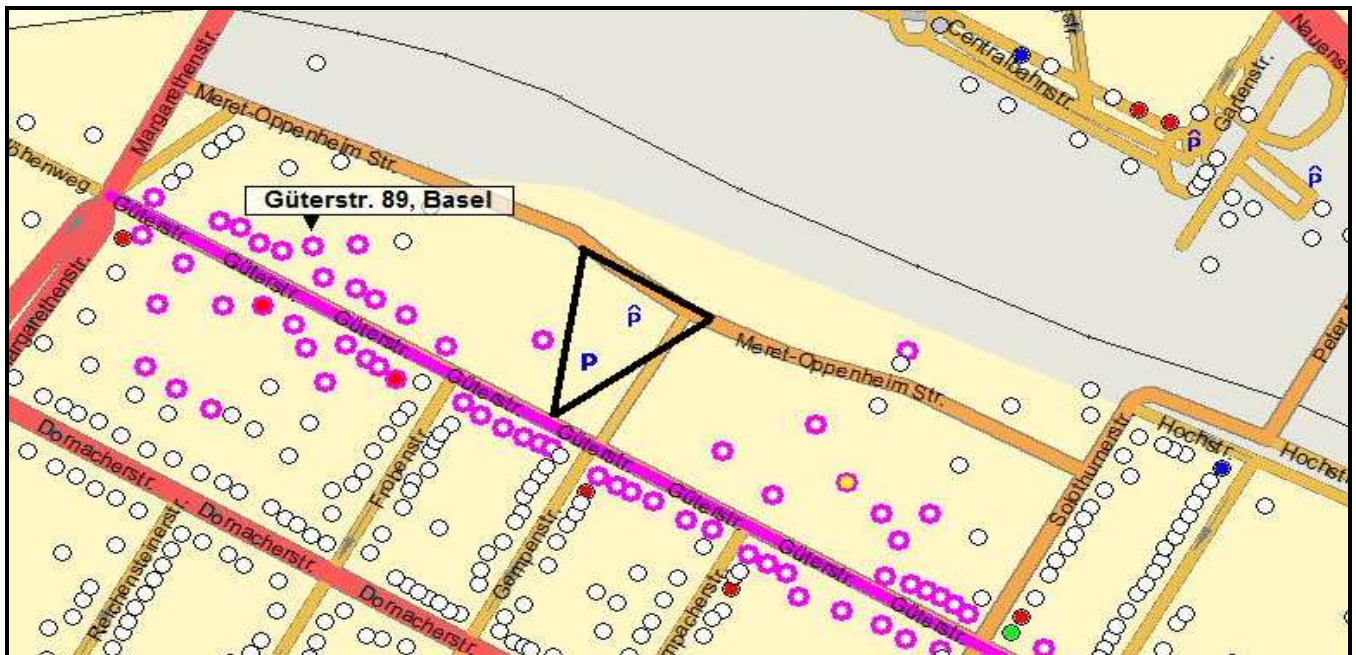 Margarethenstr.
Meret-Oppenheim Str.
Centralbahnstr.
Gartenstr.
P
P
Güterstr. 89, Basel
Güterstr.
Güterstr.
Güterstr.
Margarethenstr.
P
P
Meret-Oppenheim Str.
Güterstr.
Güterstr.
Güterstr.
Güterstr.
Güterstr.
Hochstr.
Solothurnerstr.
Dornacherstr.
Dornacherstr.
Dornacherstr.
Frobenstr.
Gempenstr.
Reichensteinerstr.